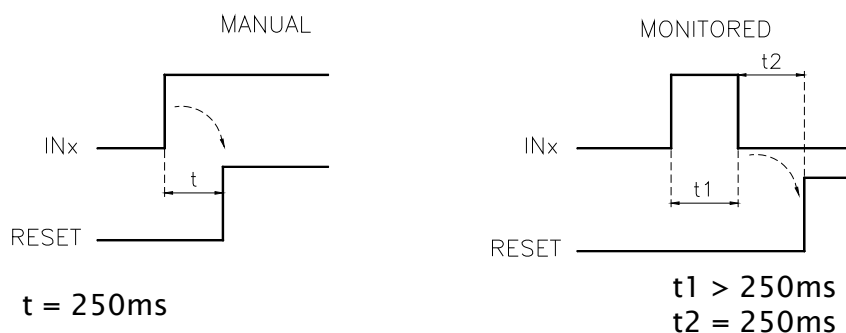 MANUAL
INx
t
RESET
t = 250ms
MONITORED
t2
INx
t1
RESET
t1 > 250ms
t2 = 250ms